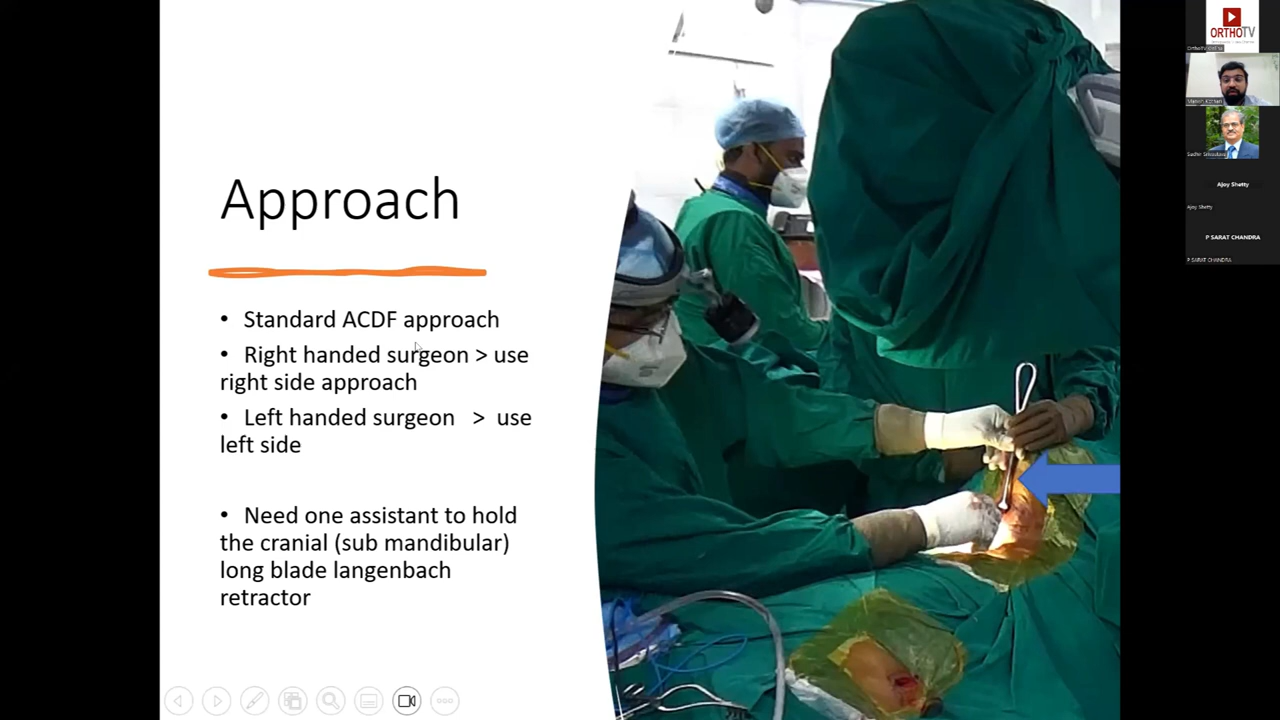 Approach
• Standard ACDF approach
• Right handed surgeon > use
right side approach
• Left handed surgeon > use
left side
• Need one assistant to hold
the cranial (sub mandibular)
long blade langenbach
retractor
ORTHOTV
Ajoy Shetty
Ajoy Shetty
P SARAT CHANDRA
P SARAT CHANDRA